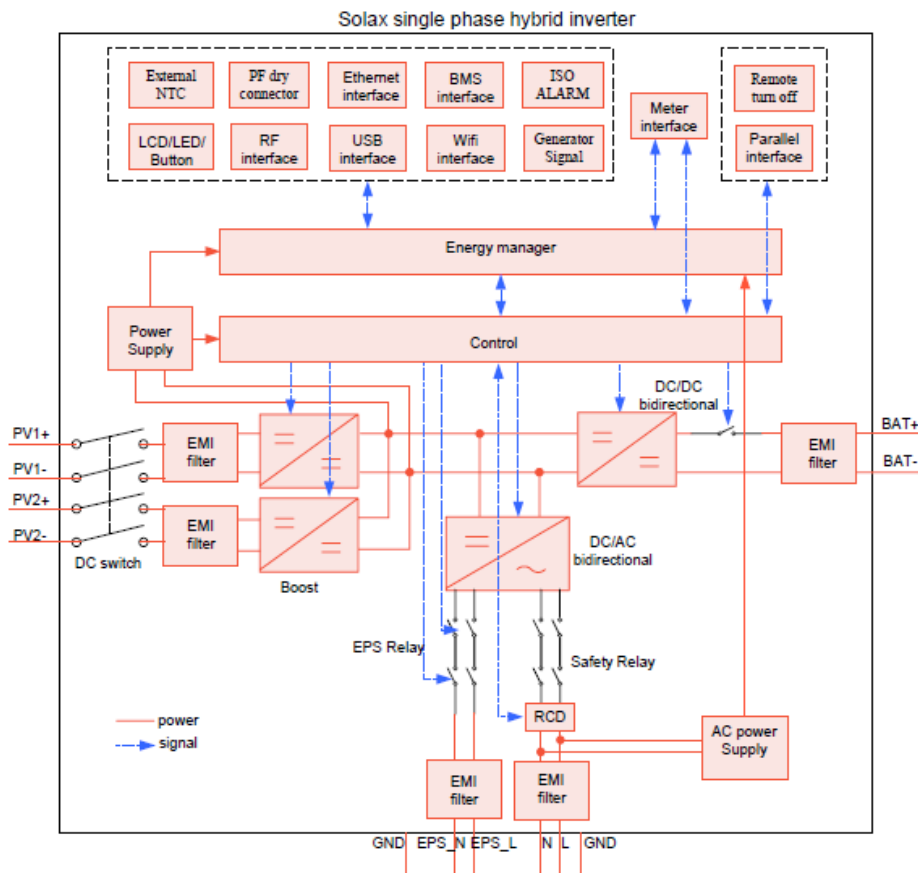 Solax single phase hybrid inverter
External
NTC
PF dry
connector
Ethernet
interface
BMS
interface
ISO
ALARM
LCD/LED/
Button
RF
interface
USB
interface
Wifi
interface
Generator
Signal
Meter
interface
Remote
turn off
Parallel
interface
Energy manager
Power
Supply
Control
DC/DC
bidirectional
PV1+
PV1-
PV2+
PV2-
DC switch
EMI
filter
EMI
filter
Boost
BAT+
BAT-
EMI
filter
DC/AC
bidirectional
EPS Relay
Safety Relay
RCD
AC power
Supply
power
signal
EMI
filter
EMI
filter
GND EPS_N EPS_L N L GND